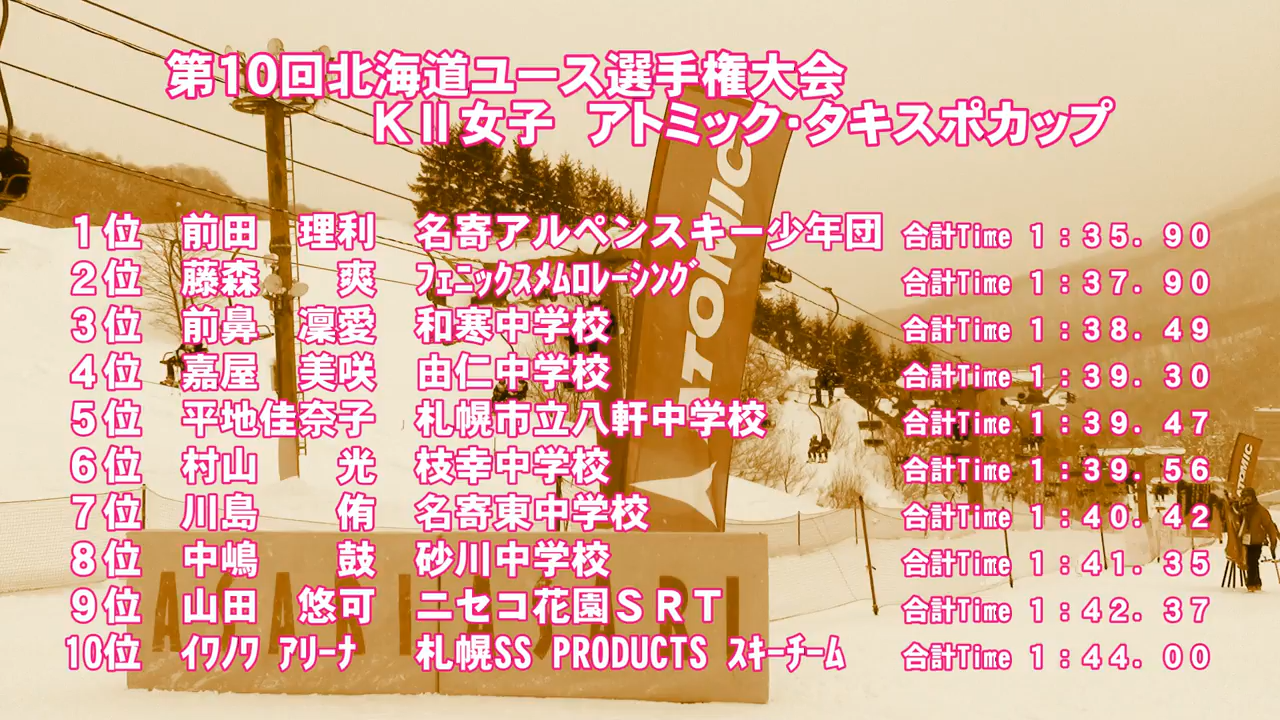 第10回北海道ユース選手権大会
KⅡ女子 アトミック・タキスポカップ
1位 前田 理利 名寄アルペンスキー少年団 合計Time 1:35.90
2位 藤森 爽 ﾌｪﾆｯｸｽﾒﾑﾛﾚｰｼﾝｸﾞ 合計Time 1:37.90
3位 前鼻 凜愛 和寒中学校 合計Time 1:38.49
4位 嘉屋 美咲 由仁中学校 合計Time 1:39.30
5位 平地佳奈子 札幌市立八軒中学校 合計Time 1:39.47
6位 村山 光 枝幸中学校 合計Time 1:39.56
7位 川島 侑 名寄東中学校 合計Time 1:40.42
8位 中嶋 鼓 砂川中学校 合計Time 1:41.35
9位 山田 悠可 ニセコ花園SRT 合計Time 1:42.37
10位 ｲﾜﾉﾜ ｱﾘｰﾅ 札幌SS PRODUCTS ｽｷｰﾁｰﾑ 合計Time 1:44.00
ATOMIC
ATOMIC
ASARI ASARI